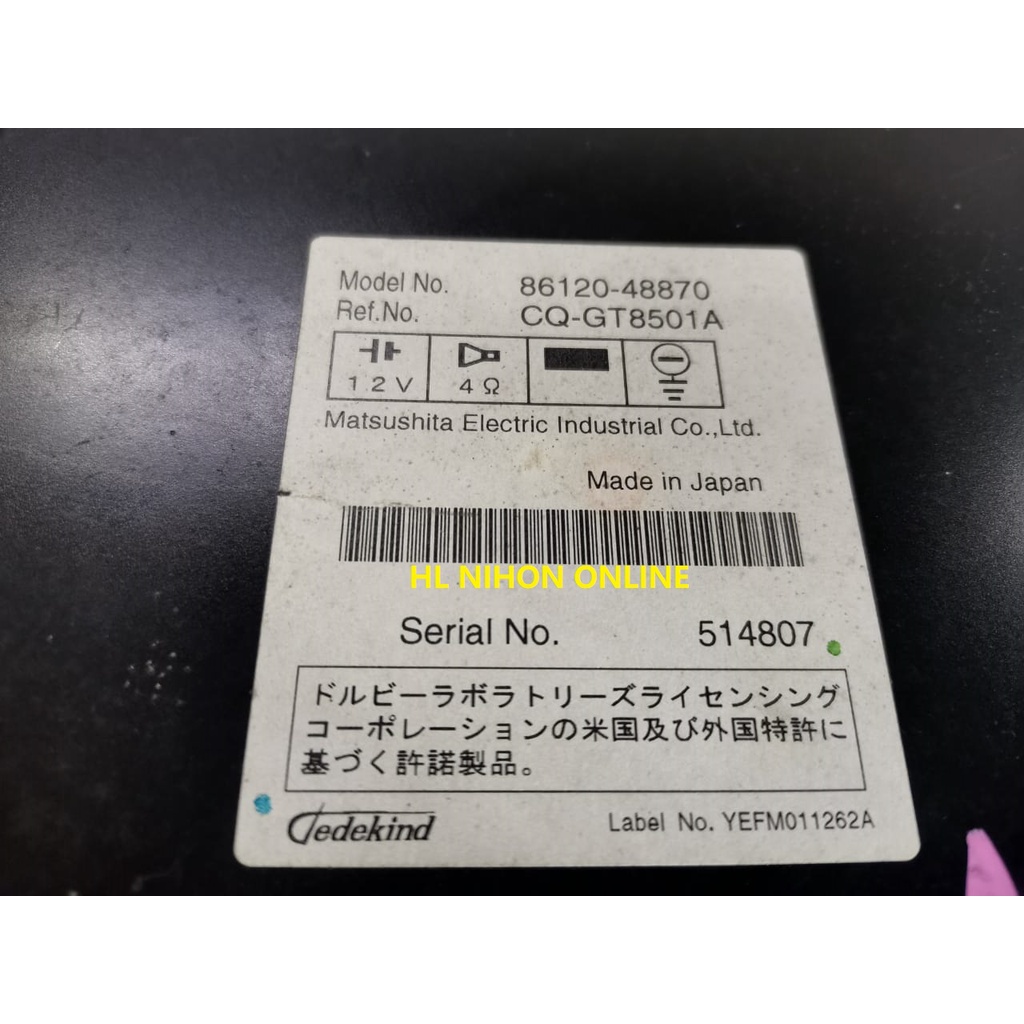 Model No. 86120-48870
Ref.No. CQ-GT8501A
12V 4Ω
Matsushita Electric Industrial Co.,Ltd.
Made in Japan
HL NIHON ONLINE
Serial No. 514807
ドルビーラボラトリーズライセンシング
コーポレーションの米国及び外国特許に
基づく許諾製品。
Dedekind Label No. YEFM011262A